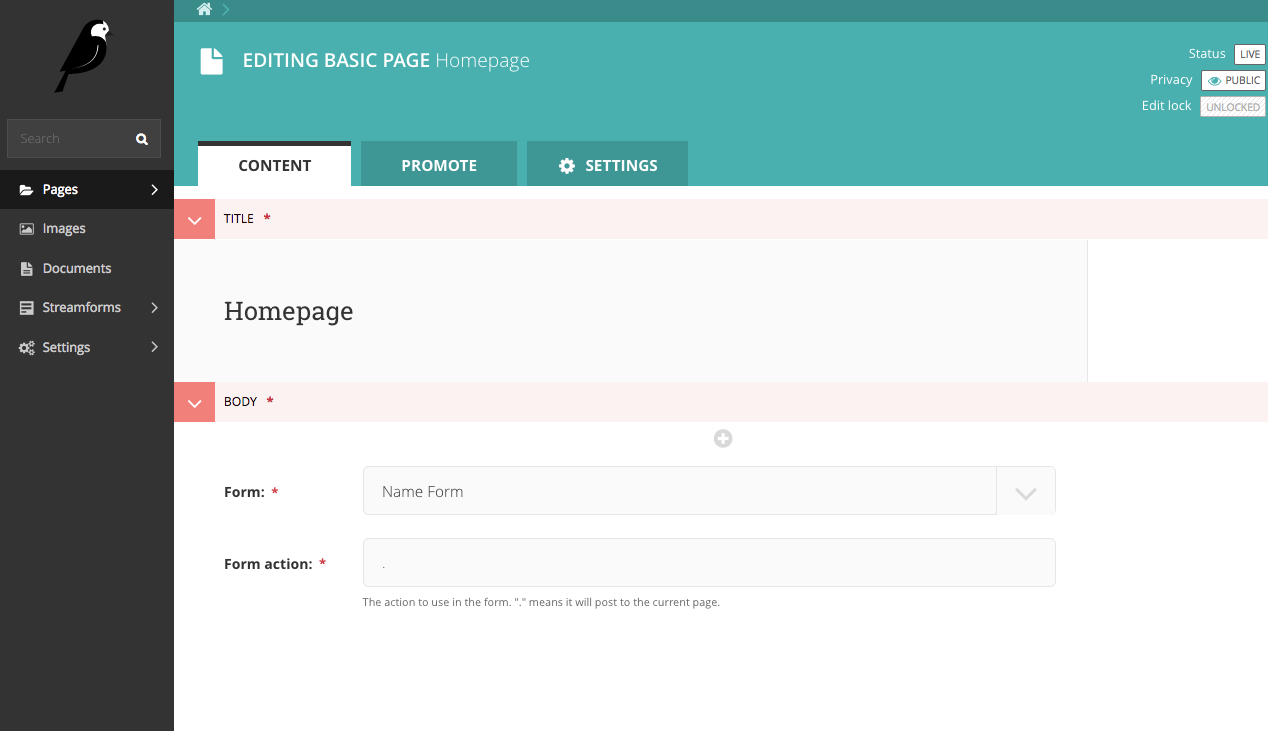 Search
Pages
Images
Documents
Streamforms
Settings
EDITING BASIC PAGE Homepage
Status LIVE
Privacy PUBLIC
Edit lock UNLOCKED
CONTENT PROMOTE SETTINGS
TITLE *
Homepage
BODY *
Form: * Name Form
Form action: * .
The action to use in the form. "." means it will post to the current page.